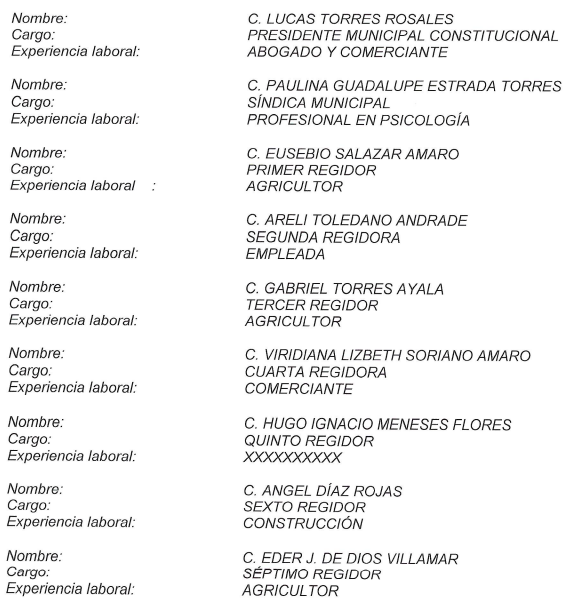 Nombre: C. LUCAS TORRES ROSALES
Cargo: PRESIDENTE MUNICIPAL CONSTITUCIONAL
Experiencia laboral: ABOGADO Y COMERCIANTE
Nombre: C. PAULINA GUADALUPE ESTRADA TORRES
Cargo: SÍNDICA MUNICIPAL
Experiencia laboral: PROFESIONAL EN PSICOLOGÍA
Nombre: C. EUSEBIO SALAZAR AMARO
Cargo: PRIMER REGIDOR
Experiencia laboral : AGRICULTOR
Nombre: C. ARELI TOLEDANO ANDRADE
Cargo: SEGUNDA REGIDORA
Experiencia laboral: EMPLEADA
Nombre: C. GABRIEL TORRES AYALA
Cargo: TERCER REGIDOR
Experiencia laboral: AGRICULTOR
Nombre: C. VIRIDIANA LIZBETH SORIANO AMARO
Cargo: CUARTA REGIDORA
Experiencia laboral: COMERCIANTE
Nombre: C. HUGO IGNACIO MENESES FLORES
Cargo: QUINTO REGIDOR
Experiencia laboral: XXXXXXXXXX
Nombre: C. ANGEL DÍAZ ROJAS
Cargo: SEXTO REGIDOR
Experiencia laboral: CONSTRUCCIÓN
Nombre: C. EDER J. DE DIOS VILLAMAR
Cargo: SÉPTIMO REGIDOR
Experiencia laboral: AGRICULTOR